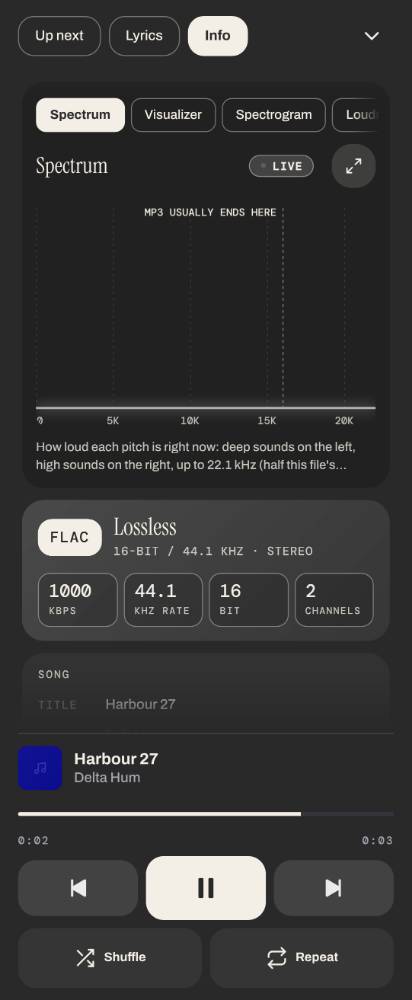 Up next Lyrics Info
Spectrum Visualizer Spectrogram
Spectrum LIVE
MP3 USUALLY ENDS HERE
0 5K 10K 15K 20K
How loud each pitch is right now: deep sounds on the left,
high sounds on the right, up to 22.1 kHz (half this file's...
FLAC Lossless
16-BIT / 44.1 KHZ · STEREO
1000 44.1 16 2
KBPS KHZ RATE BIT CHANNELS
SONG
TITLE Harbour 27
Harbour 27
Delta Hum
0:02 0:03
Shuffle Repeat